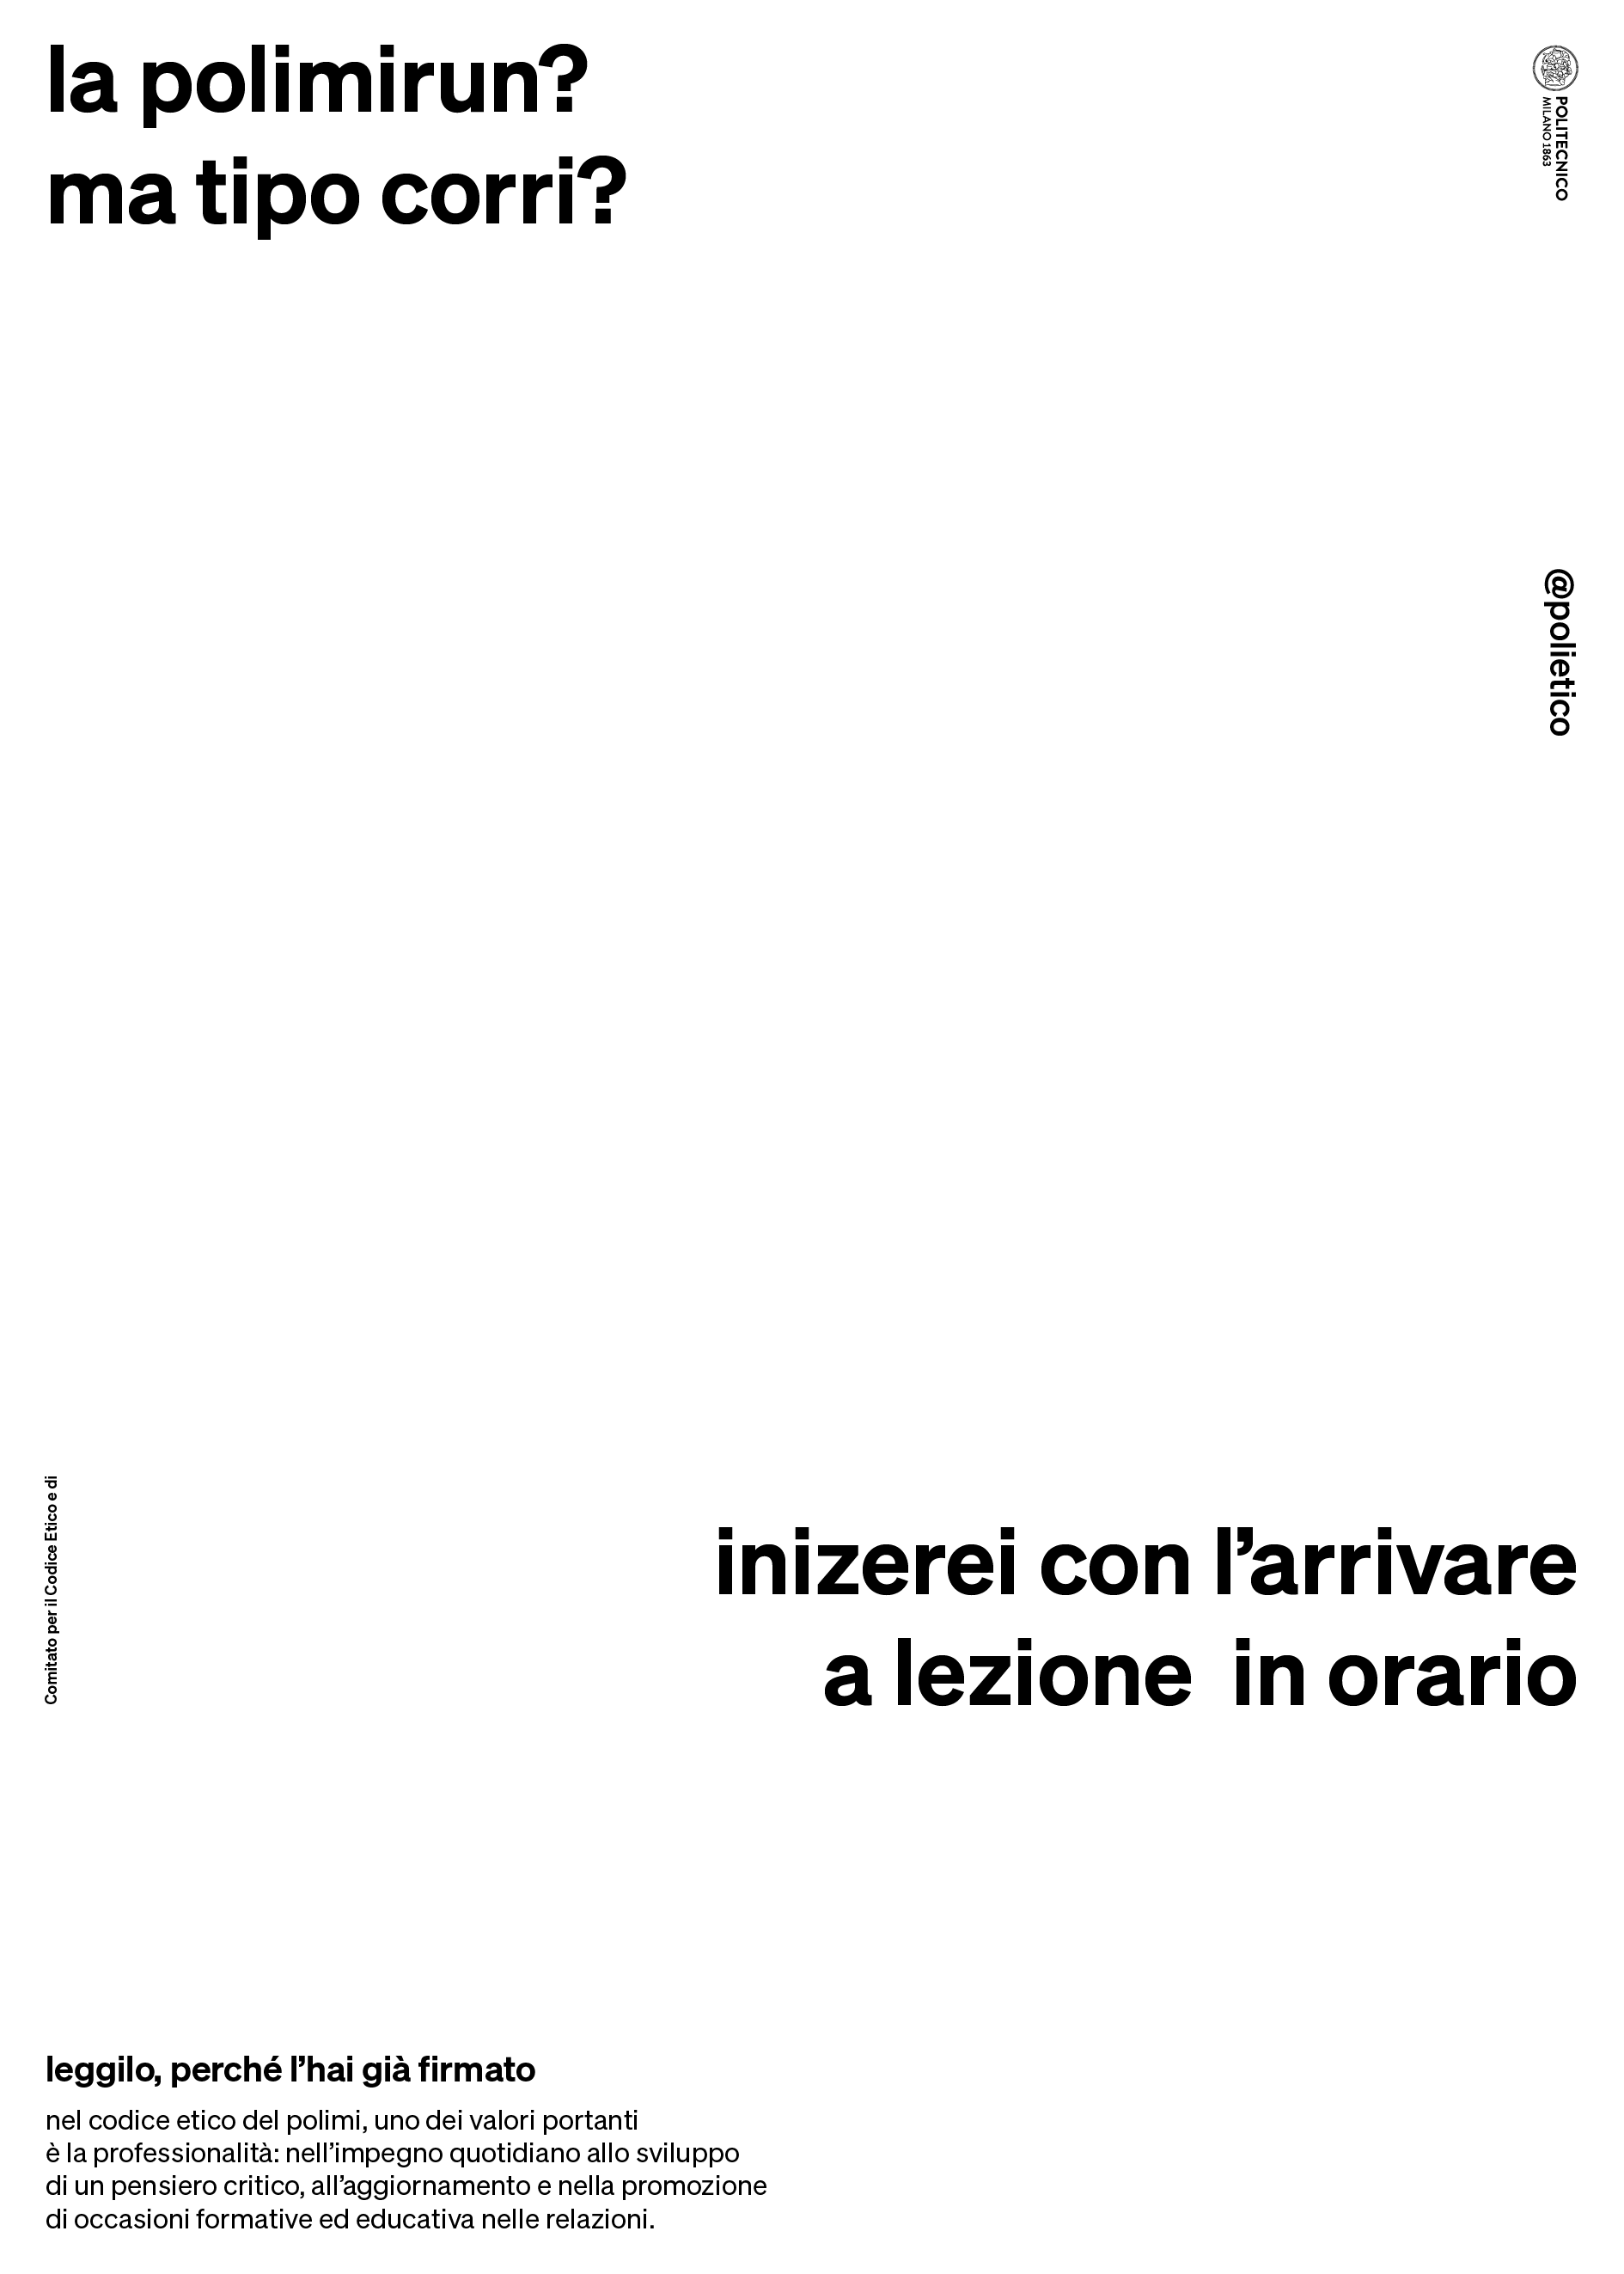 la polimirun?
ma tipo corri?
POLITECNICO
MILANO 1863
@polietico
Comitato per il Codice Etico e di
inizerei con l’arrivare
a lezione  in orario
leggilo, perché l’hai già firmato
nel codice etico del polimi, uno dei valori portanti
è la professionalità: nell’impegno quotidiano allo sviluppo
di un pensiero critico, all’aggiornamento e nella promozione
di occasioni formative ed educativa nelle relazioni.